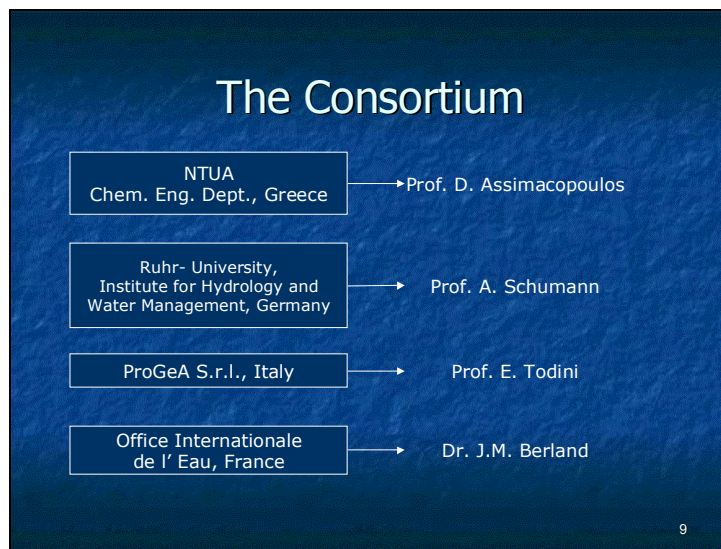 The Consortium
NTUA
Chem. Eng. Dept., Greece
Prof. D. Assimacopoulos
Ruhr- University,
Institute for Hydrology and
Water Management, Germany
Prof. A. Schumann
ProGeA S.r.l., Italy
Prof. E. Todini
Office Internationale
de l' Eau, France
Dr. J.M. Berland
9